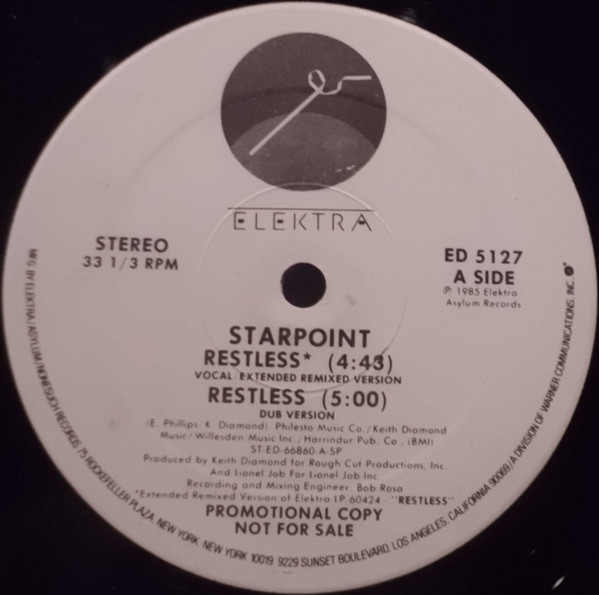 ELEKTRA
STEREO
33 1/3 RPM
ED 5127
A SIDE
℗ 1985 Elektra
Asylum Records
STARPOINT
RESTLESS* (4:43)
VOCAL: EXTENDED REMIXED VERSION
RESTLESS (5:00)
DUB VERSION
(E. Phillips/K. Diamond) Philesto Music Co./Keith Diamond
Music/Willesden Music Inc./Harrindur Pub. Co., (BMI)
ST-ED-66860-A-SP
Produced by Keith Diamond for Rough Cut Productions, Inc.
And Lionel Job For Lionel Job Inc
Recording and Mixing Engineer: Bob Rosa
*Extended Remixed Version of Elektra LP 60424 - "RESTLESS"
PROMOTIONAL COPY
NOT FOR SALE
MFG BY ELEKTRA/ASYLUM/NONESUCH RECORDS 75 ROCKEFELLER PLAZA, NEW YORK, NEW YORK 10019. 9229 SUNSET BOULEVARD, LOS ANGELES, CALIFORNIA 90069/A DIVISION OF WARNER COMMUNICATIONS, INC.